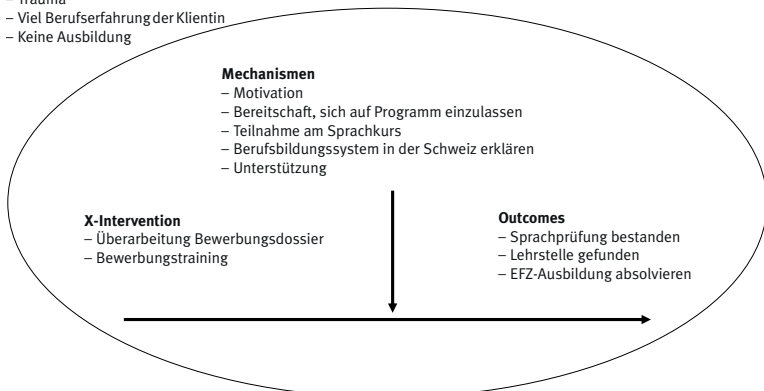 – Trauma
– Viel Berufserfahrung der Klientin
– Keine Ausbildung
Mechanismen
– Motivation
– Bereitschaft, sich auf Programm einzulassen
– Teilnahme am Sprachkurs
– Berufsbildungssystem in der Schweiz erklären
– Unterstützung
X-Intervention
– Überarbeitung Bewerbungsdossier
– Bewerbungstraining
Outcomes
– Sprachprüfung bestanden
– Lehrstelle gefunden
– EFZ-Ausbildung absolvieren